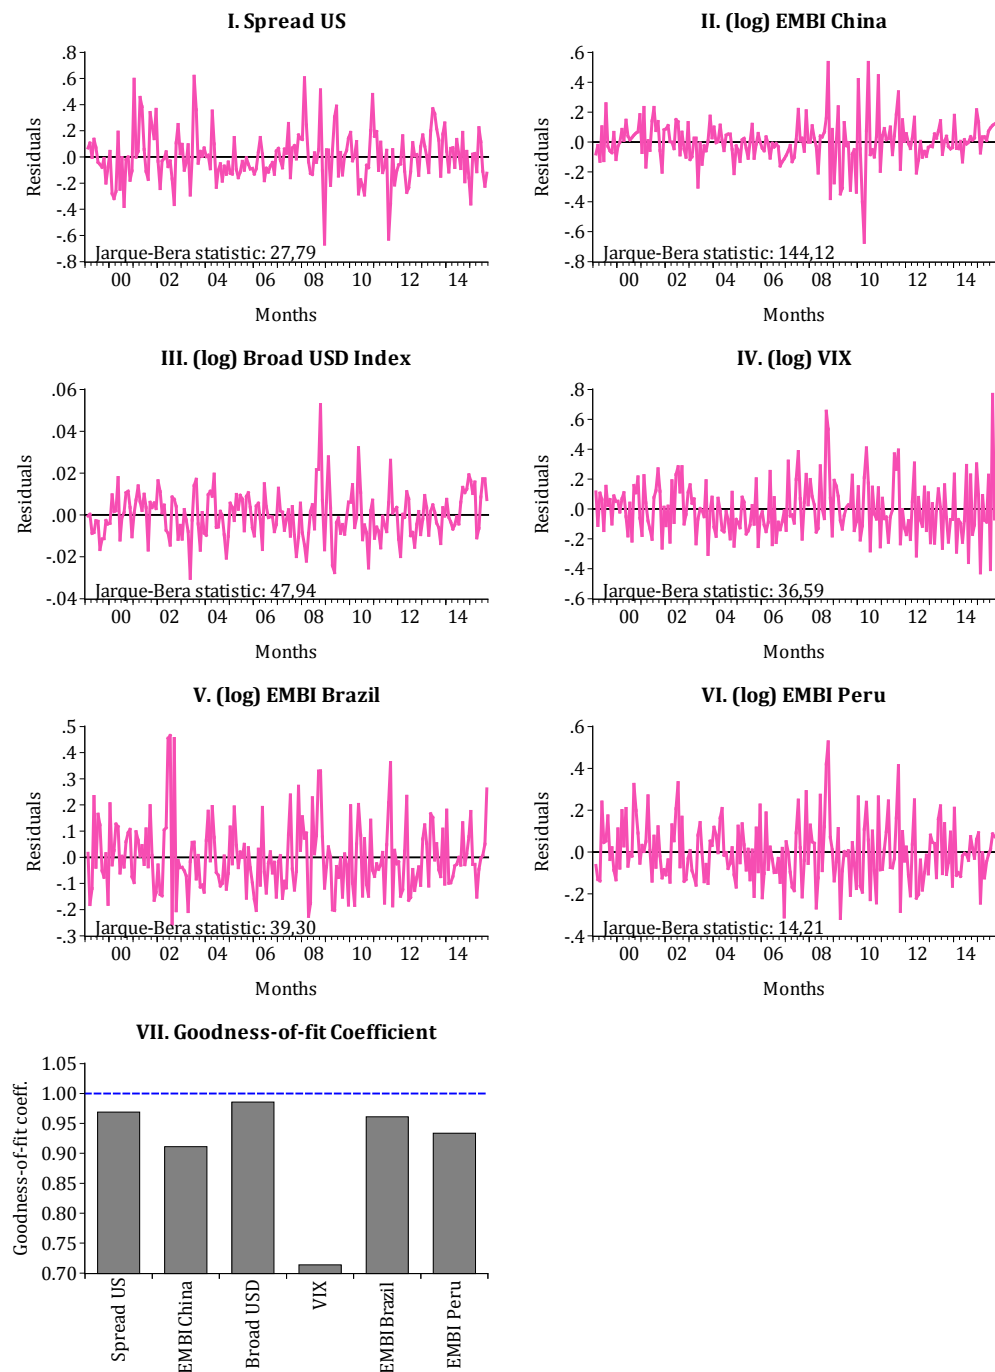 I. Spread US
.8
.6
.4
.2
.0
-.2
-.4
-.6
-.8
Residuals
Jarque-Bera statistic: 27,79
00 02 04 06 08 10 12 14
Months
II. (log) EMBI China
.6
.4
.2
.0
-.2
-.4
-.6
-.8
Residuals
Jarque-Bera statistic: 144,12
00 02 04 06 08 10 12 14
Months
III. (log) Broad USD Index
.06
.04
.02
.00
-.02
-.04
Residuals
Jarque-Bera statistic: 47,94
00 02 04 06 08 10 12 14
Months
IV. (log) VIX
.8
.6
.4
.2
.0
-.2
-.4
-.6
Residuals
Jarque-Bera statistic: 36,59
00 02 04 06 08 10 12 14
Months
V. (log) EMBI Brazil
.5
.4
.3
.2
.1
.0
-.1
-.2
-.3
Residuals
Jarque-Bera statistic: 39,30
00 02 04 06 08 10 12 14
Months
VI. (log) EMBI Peru
.6
.4
.2
.0
-.2
-.4
Residuals
Jarque-Bera statistic: 14,21
00 02 04 06 08 10 12 14
Months
VII. Goodness-of-fit Coefficient
1.05
1.00
0.95
0.90
0.85
0.80
0.75
0.70
Goodness-of-fit coeff.
Spread US
EMBI China
Broad USD
VIX
EMBI Brazil
EMBI Peru